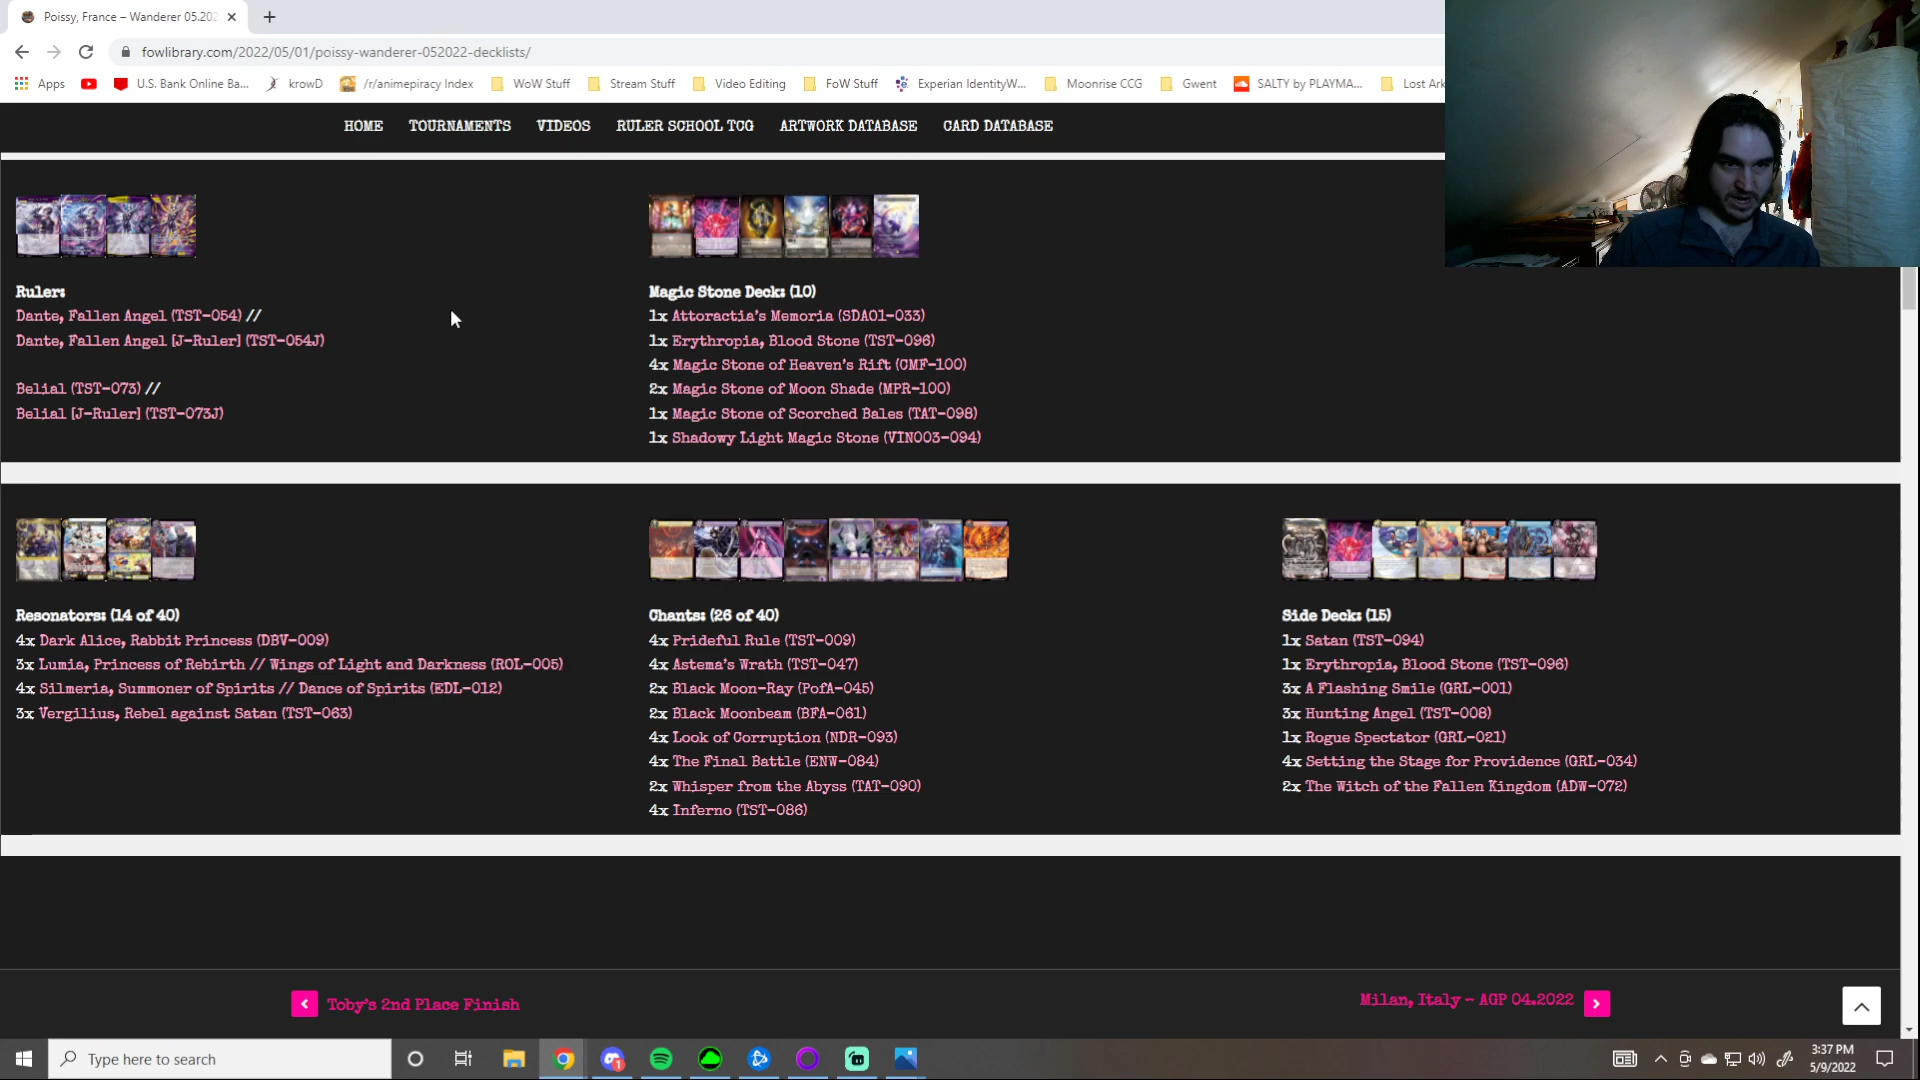 Poissy, France – Wanderer 05.202
fowlibrary.com/2022/05/01/poissy-wanderer-052022-decklists/
Apps
U.S. Bank Online Ba...
krowD
/r/animepiracy Index
WoW Stuff
Stream Stuff
Video Editing
FoW Stuff
Experian IdentityW...
Moonrise CCG
Gwent
SALTY by PLAYMA...
Lost Ark
HOME TOURNAMENTS VIDEOS RULER SCHOOL TCG ARTWORK DATABASE CARD DATABASE
Ruler:
Dante, Fallen Angel (TST-054) //
Dante, Fallen Angel [J-Ruler] (TST-054J)
Belial (TST-073) //
Belial [J-Ruler] (TST-073J)
Magic Stone Deck: (10)
1x Attoractia's Memoria (SDAO1-033)
1x Erythropia, Blood Stone (TST-096)
4x Magic Stone of Heaven's Rift (CMF-100)
2x Magic Stone of Moon Shade (MPR-100)
1x Magic Stone of Scorched Bales (TAT-098)
1x Shadowy Light Magic Stone (VIN003-094)
Resonators: (14 of 40)
4x Dark Alice, Rabbit Princess (DBV-009)
3x Lumia, Princess of Rebirth // Wings of Light and Darkness (ROL-005)
4x Silmeria, Summoner of Spirits // Dance of Spirits (EDL-012)
3x Vergilius, Rebel against Satan (TST-063)
Chants: (26 of 40)
4x Prideful Rule (TST-009)
4x Astema's Wrath (TST-047)
2x Black Moon-Ray (PofA-045)
2x Black Moonbeam (BFA-061)
4x Look of Corruption (NDR-093)
4x The Final Battle (ENW-084)
2x Whisper from the Abyss (TAT-090)
4x Inferno (TST-086)
Side Deck: (15)
1x Satan (TST-094)
1x Erythropia, Blood Stone (TST-096)
3x A Flashing Smile (GRL-001)
3x Hunting Angel (TST-008)
1x Rogue Spectator (GRL-021)
4x Setting the Stage for Providence (GRL-034)
2x The Witch of the Fallen Kingdom (ADW-072)
Toby's 2nd Place Finish
Milan, Italy – AGP 04.2022
Type here to search
3:37 PM
5/9/2022